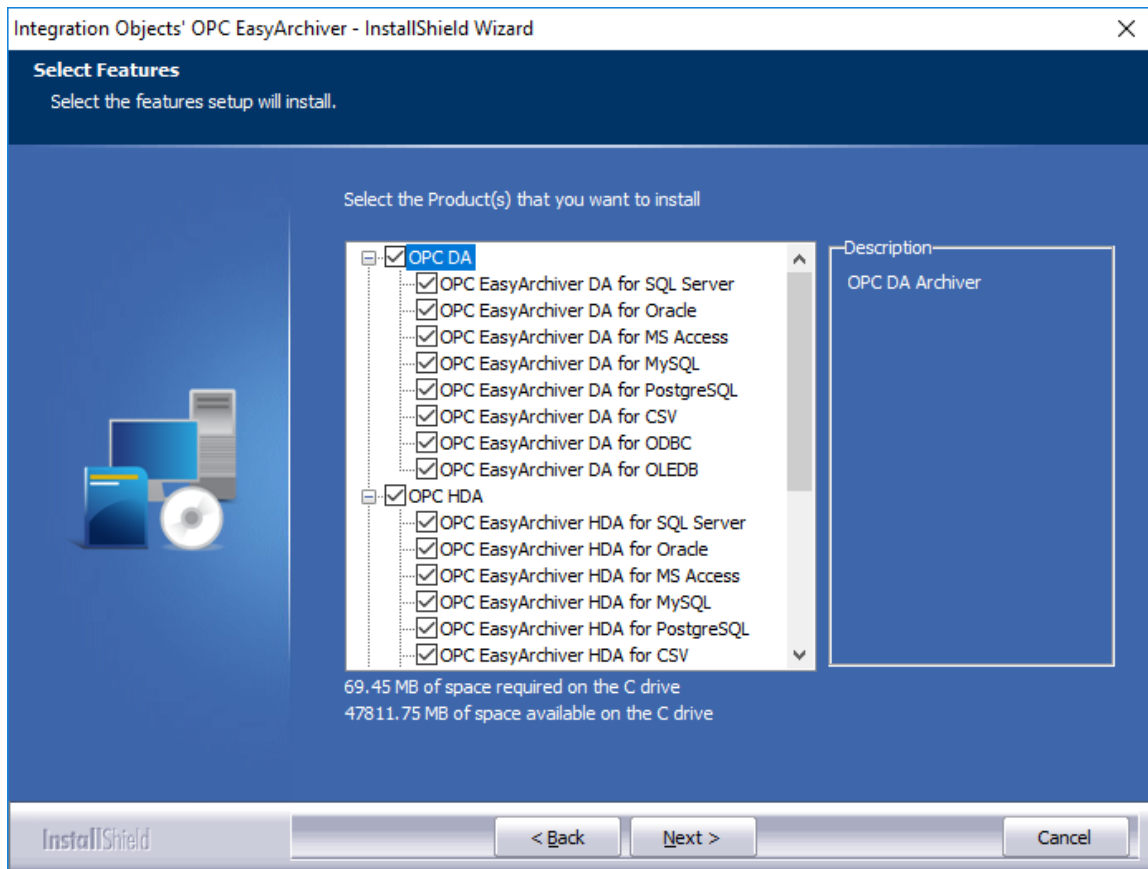 Integration Objects' OPC EasyArchiver - InstallShield Wizard
Select Features
Select the features setup will install.
Select the Product(s) that you want to install
OPC DA
OPC EasyArchiver DA for SQL Server
OPC EasyArchiver DA for Oracle
OPC EasyArchiver DA for MS Access
OPC EasyArchiver DA for MySQL
OPC EasyArchiver DA for PostgreSQL
OPC EasyArchiver DA for CSV
OPC EasyArchiver DA for ODBC
OPC EasyArchiver DA for OLEDB
OPC HDA
OPC EasyArchiver HDA for SQL Server
OPC EasyArchiver HDA for Oracle
OPC EasyArchiver HDA for MS Access
OPC EasyArchiver HDA for MySQL
OPC EasyArchiver HDA for PostgreSQL
OPC EasyArchiver HDA for CSV
Description
OPC DA Archiver
69.45 MB of space required on the C drive
47811.75 MB of space available on the C drive
InstallShield
< Back
Next >
Cancel